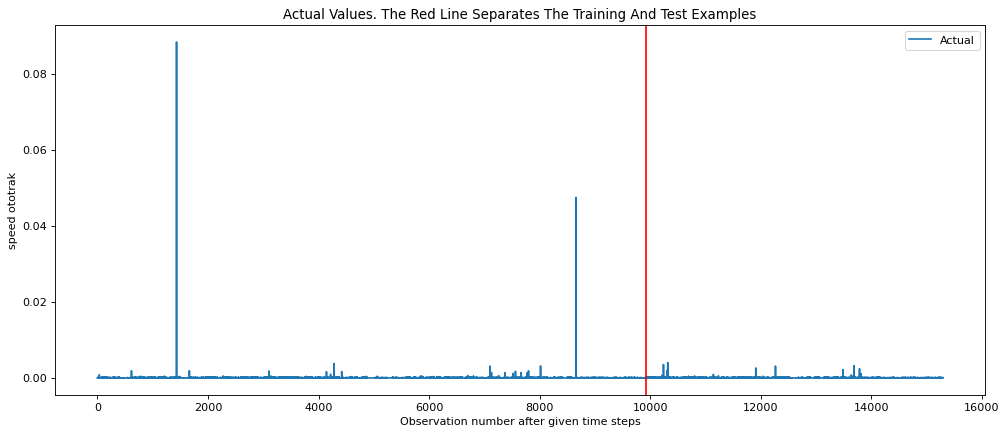 Actual Values. The Red Line Separates The Training And Test Examples
Actual
speed ototrak
0.08
0.06
0.04
0.02
0.00
0 2000 4000 6000 8000 10000 12000 14000 16000
Observation number after given time steps